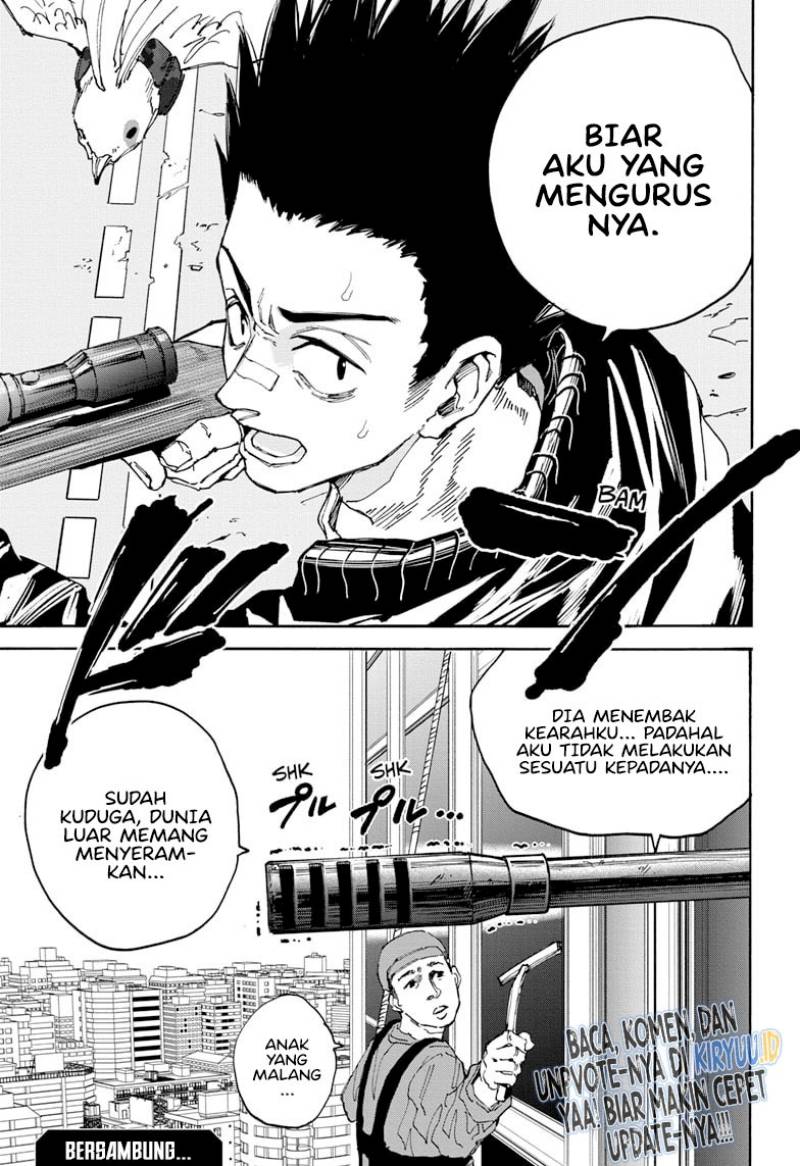 BIAR
AKU YANG
MENGURUS
NYA.
BAM
DIA MENEMBAK
KEARAHKU... PADAHAL
AKU TIDAK MELAKUKAN
SESUATU KEPADANYA....
SHK
SHK
プル プル...
SUDAH
KUDUGA, DUNIA
LUAR MEMANG
MENYERAM-
KAN...
ANAK
YANG
MALANG
...
BACA, KOMEN, DAN
UNPVOTE-NYA DI KIRYUU.ID
YAA! BIAR MAKIN CEPET
UPDATE-NYA!!!
BERSAMBUNG...